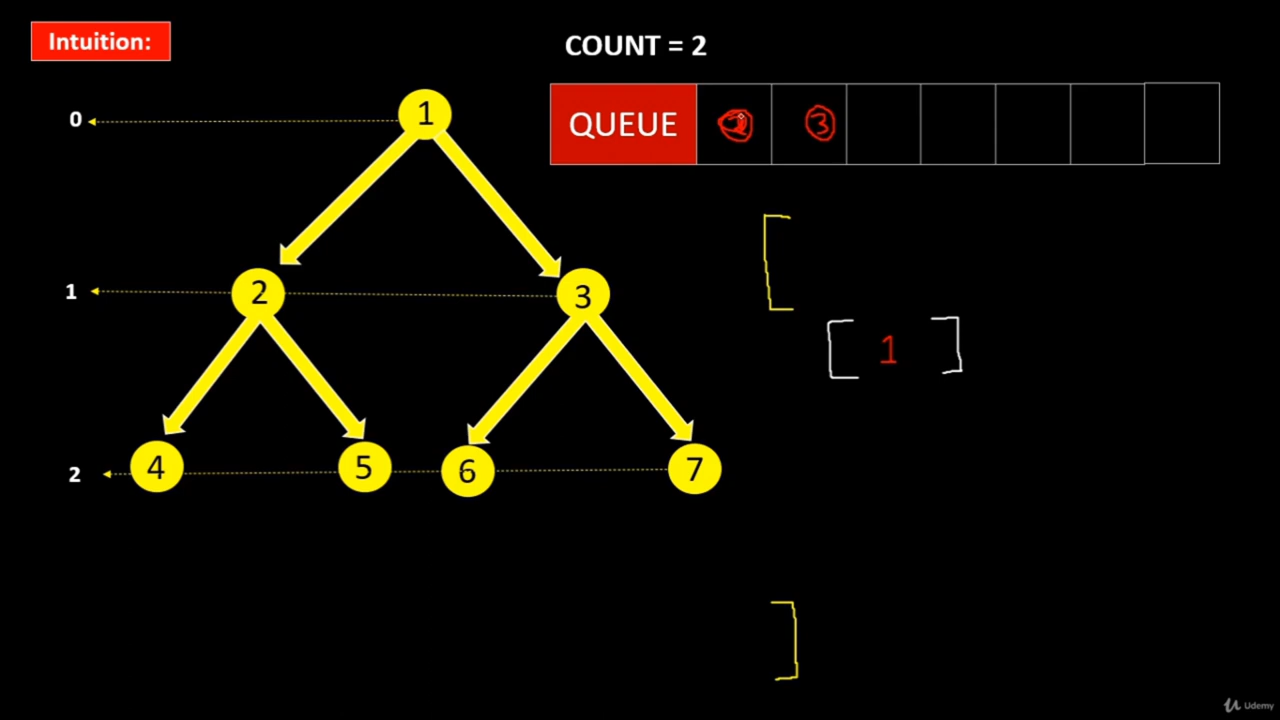 Intuition:
COUNT = 2
QUEUE 3
0 1
1 2 3
[ 1 ]
2 4 5 6 7
Udemy